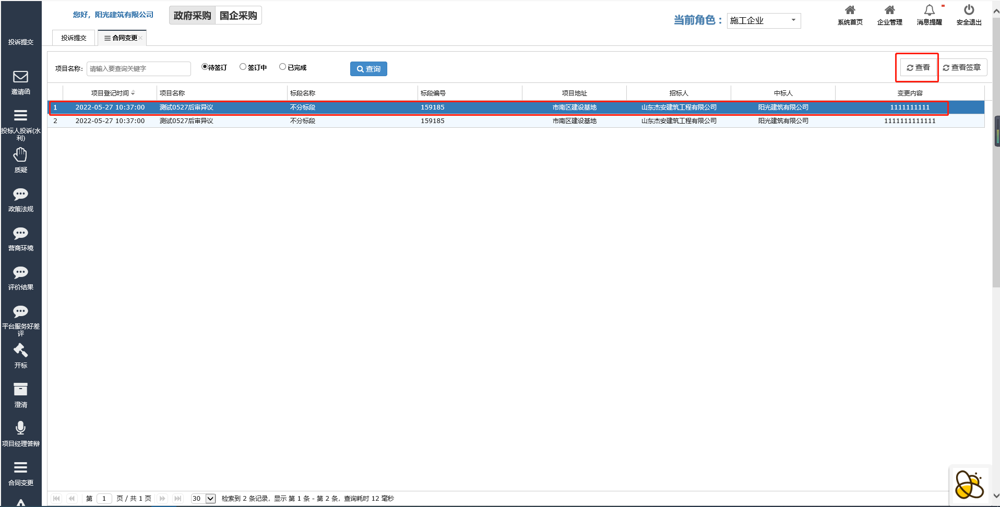 您好，阳光建筑有限公司
政府采购 国企采购
当前角色： 施工企业
系统首页 企业管理 消息提醒 安全退出
投诉提交 合同变更
投诉提交
邀请函
投标人投诉(水
利)
质疑
政策法规
营商环境
评价结果
平台服务好差
评
开标
澄清
项目经理答辩
合同变更
项目名称： 请输入要查询关键字 待签订 签订中 已完成 查询 查看 查看签章
项目登记时间 项目名称 标段名称 标段编号 项目地址 招标人 中标人 变更内容
1 2022-05-27 10:37:00 测试0527后审异议 不分标段 159185 市南区建设基地 山东杰安建筑工程有限公司 阳光建筑有限公司 1111111111
2 2022-05-27 10:37:00 测试0527后审异议 不分标段 159185 市南区建设基地 山东杰安建筑工程有限公司 阳光建筑有限公司 1111111111111
第 1 页 / 共 1 页 30 检索到 2 条记录，显示 第 1 条 - 第 2 条，查询耗时 12 毫秒